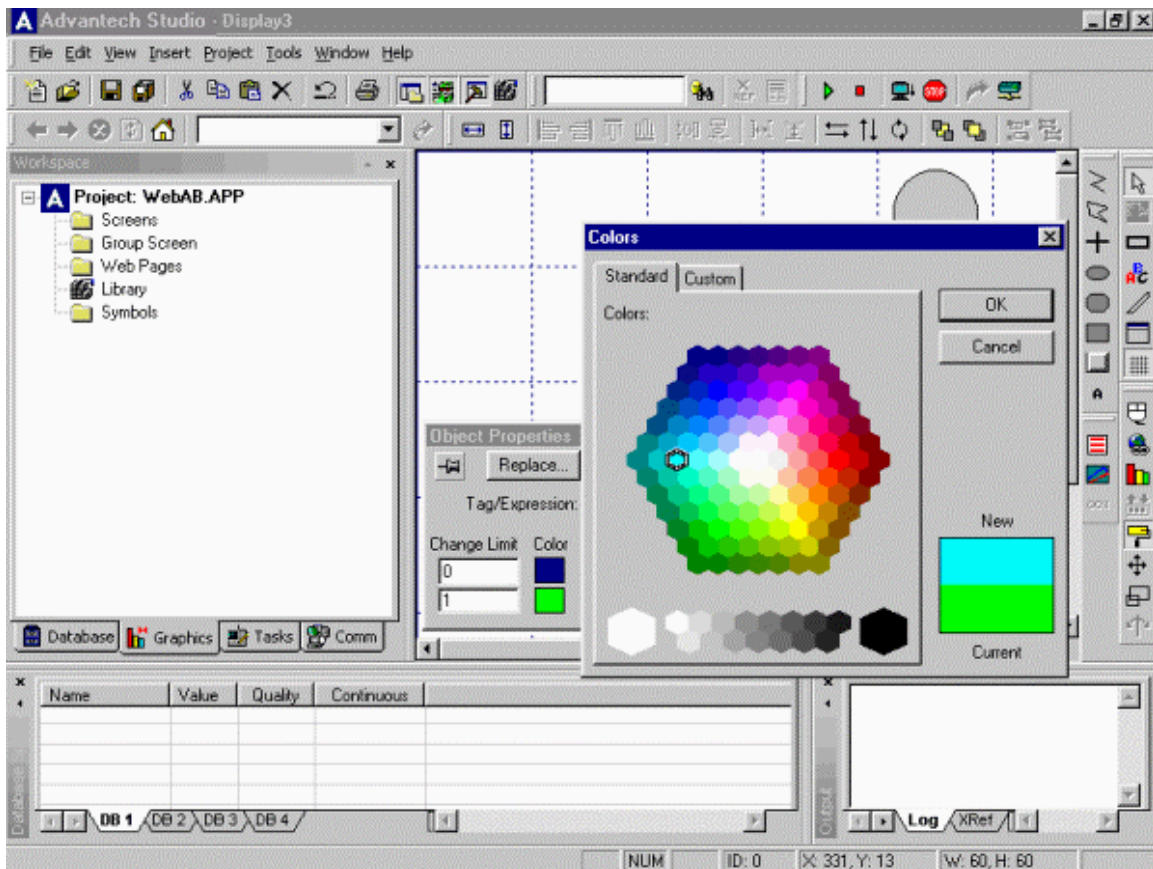 Advantech Studio - Display3
File Edit View Insert Project Tools Window Help
Workspace
Project: WebAB.APP
Screens
Group Screen
Web Pages
Library
Symbols
Database Graphics Tasks Comm
Object Properties
Replace...
Tag/Expression:
Change Limit Color
0
1
Colors
Standard Custom
Colors:
OK
Cancel
New
Current
Name Value Quality Continuous
DB 1 DB 2 DB 3 DB 4
Output
Log XRef
NUM ID: 0 X: 331, Y: 13 W: 60, H: 60